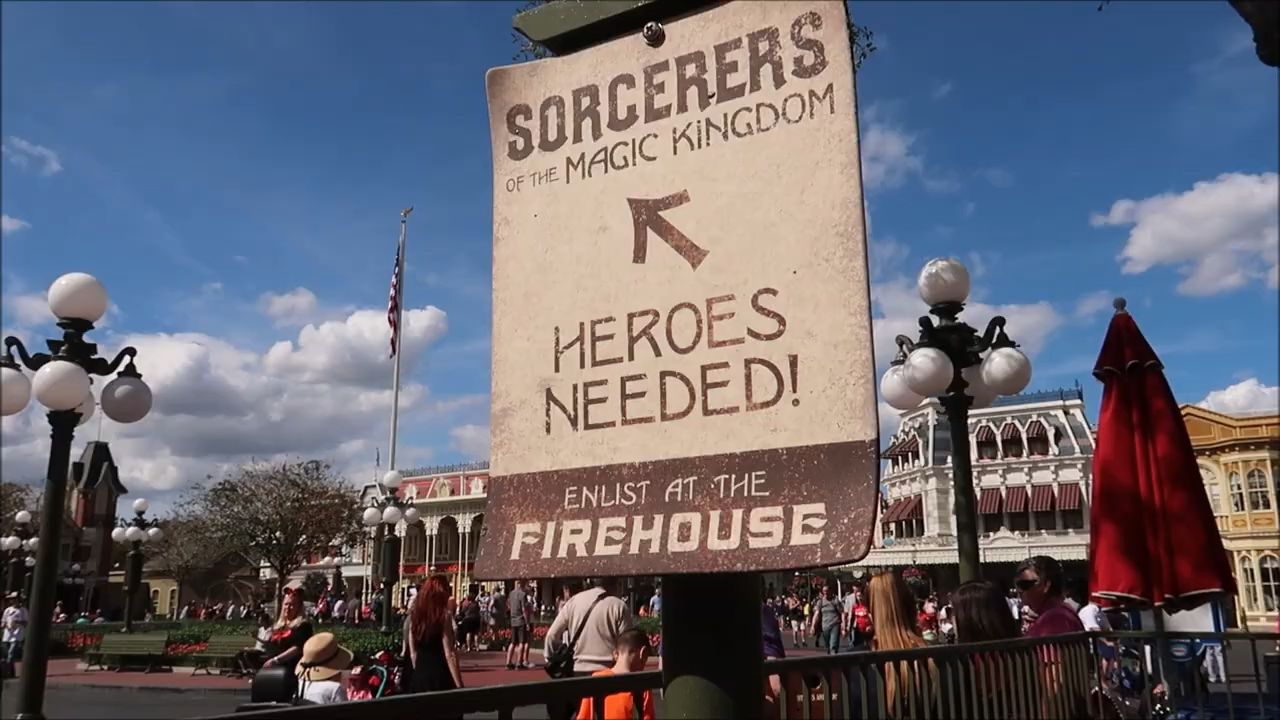 SORCERERS
OF THE MAGIC KINGDOM
HEROES
NEEDED!
ENLIST AT THE
FIREHOUSE